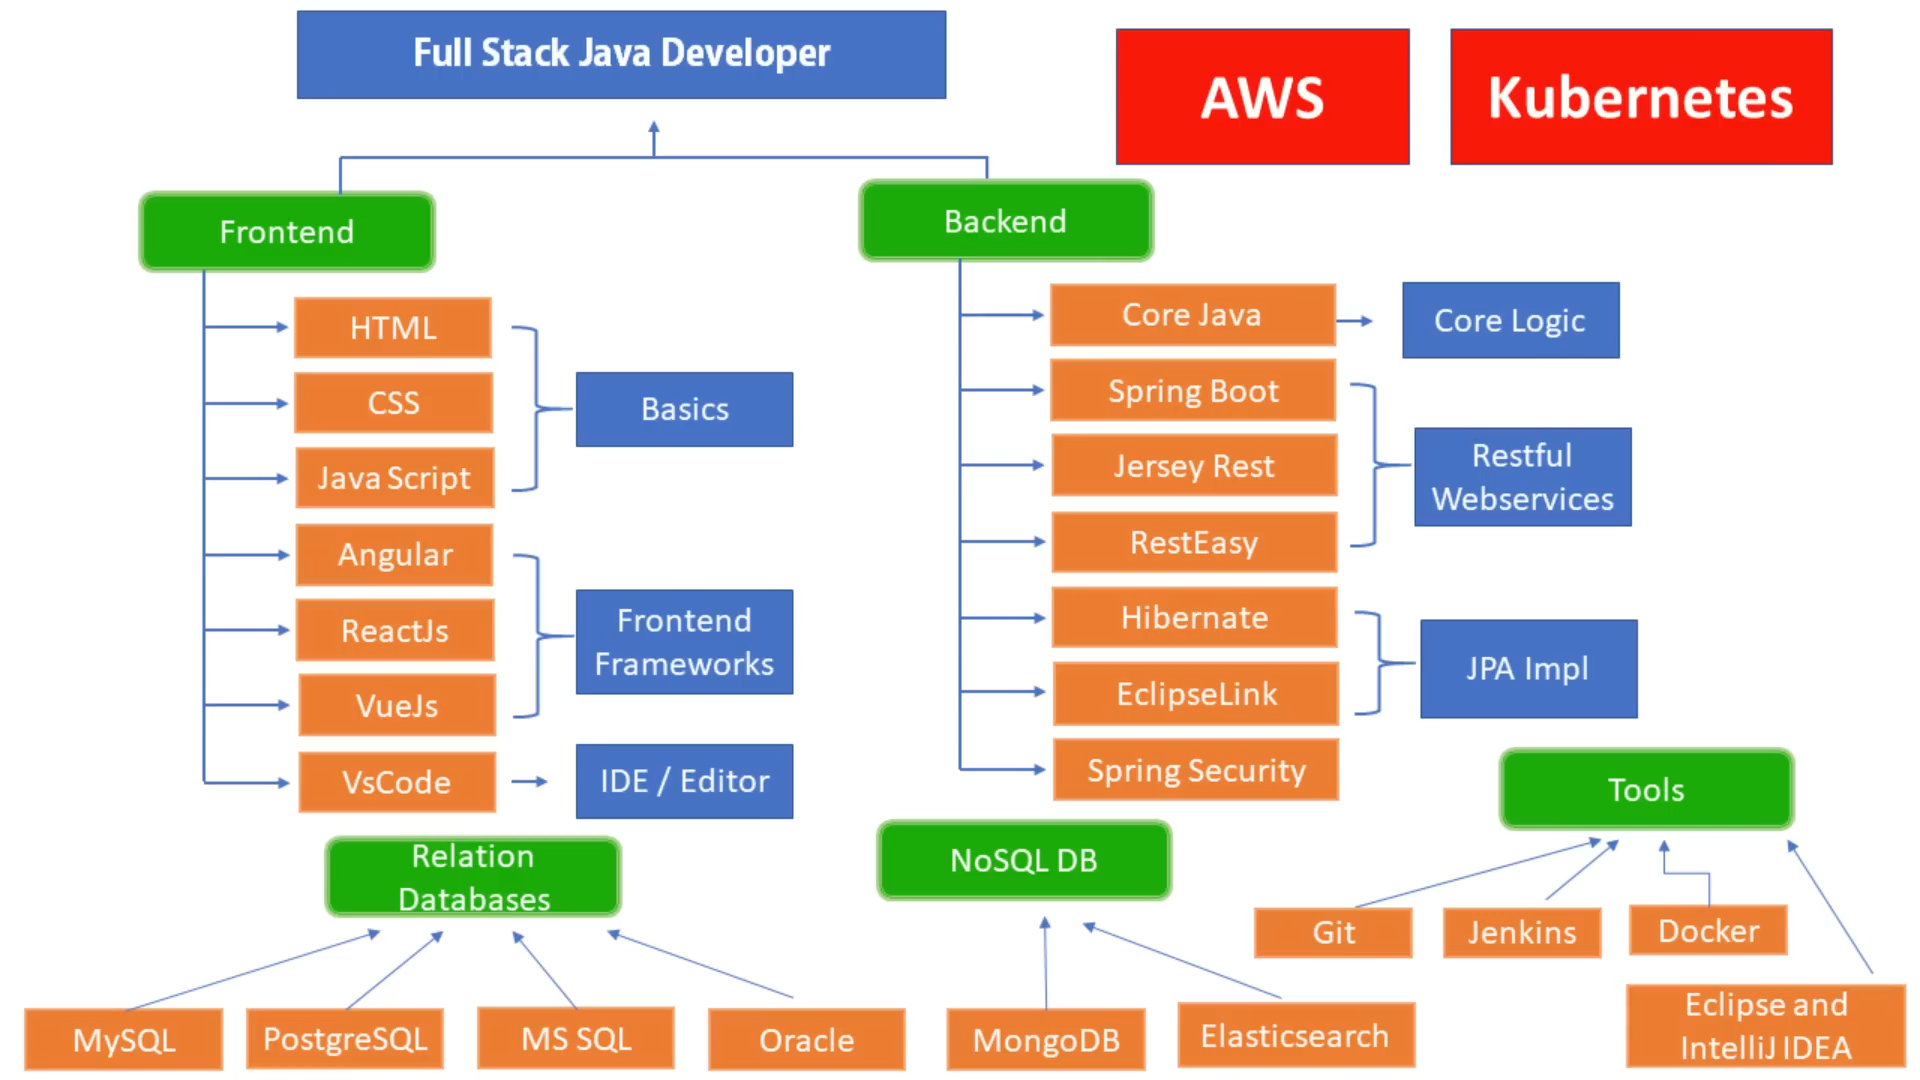 Full Stack Java Developer
AWS
Kubernetes
Frontend
HTML
CSS
Java Script
Basics
Angular
ReactJs
VueJs
Frontend
Frameworks
VsCode
IDE / Editor
Backend
Core Java
Core Logic
Spring Boot
Jersey Rest
RestEasy
Restful
Webservices
Hibernate
EclipseLink
JPA Impl
Spring Security
Relation
Databases
MySQL
PostgreSQL
MS SQL
Oracle
NoSQL DB
MongoDB
Elasticsearch
Tools
Git
Jenkins
Docker
Eclipse and
IntelliJ IDEA